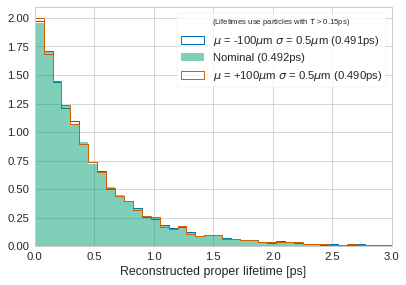 (Lifetimes use particles with τ > 0.15ps)
μ = -100μm σ = 0.5μm (0.491ps)
Nominal (0.492ps)
μ = +100μm σ = 0.5μm (0.490ps)
2.00
1.75
1.50
1.25
1.00
0.75
0.50
0.25
0.00
0.0 0.5 1.0 1.5 2.0 2.5 3.0
Reconstructed proper lifetime [ps]